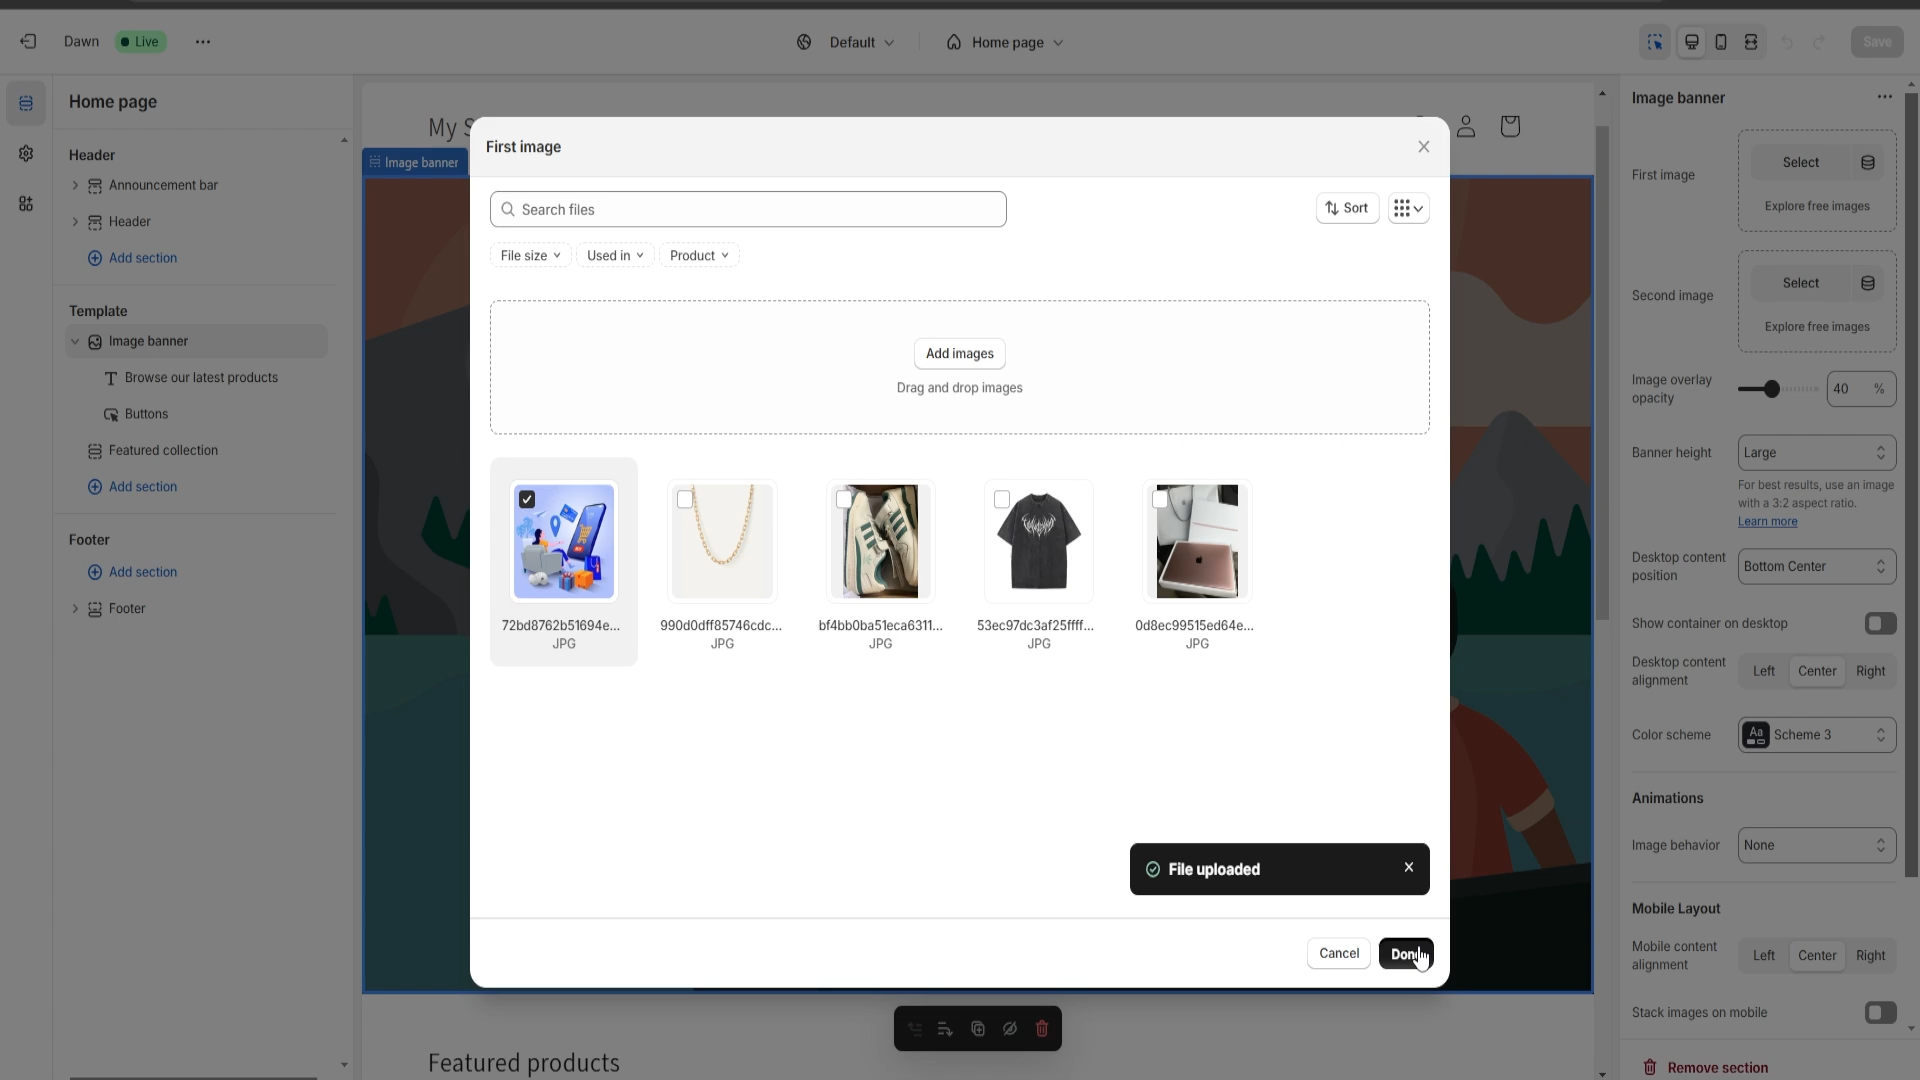 Dawn
Live
Default
Home page
Save
Home page
Header
Announcement bar
Header
Add section
Template
Image banner
Browse our latest products
Buttons
Featured collection
Add section
Footer
Add section
Footer
My S
Image banner
First image
Search files
Sort
File size
Used in
Product
Add images
Drag and drop images
72bd8762b51694e...
JPG
990d0dff85746cdc...
JPG
bf4bb0ba51eca6311...
JPG
53ec97dc3af25ffff...
JPG
0d8ec99515ed64e...
JPG
File uploaded
Cancel
Featured products
Image banner
First image
Select
Explore free images
Second image
Select
Explore free images
Image overlay
opacity
40 %
Banner height
Large
For best results, use an image
with a 3:2 aspect ratio.
Learn more
Desktop content
position
Bottom Center
Show container on desktop
Desktop content
alignment
Left Center Right
Color scheme
Aa
Scheme 3
Animations
Image behavior
None
Mobile Layout
Mobile content
alignment
Left Center Right
Stack images on mobile
Remove section